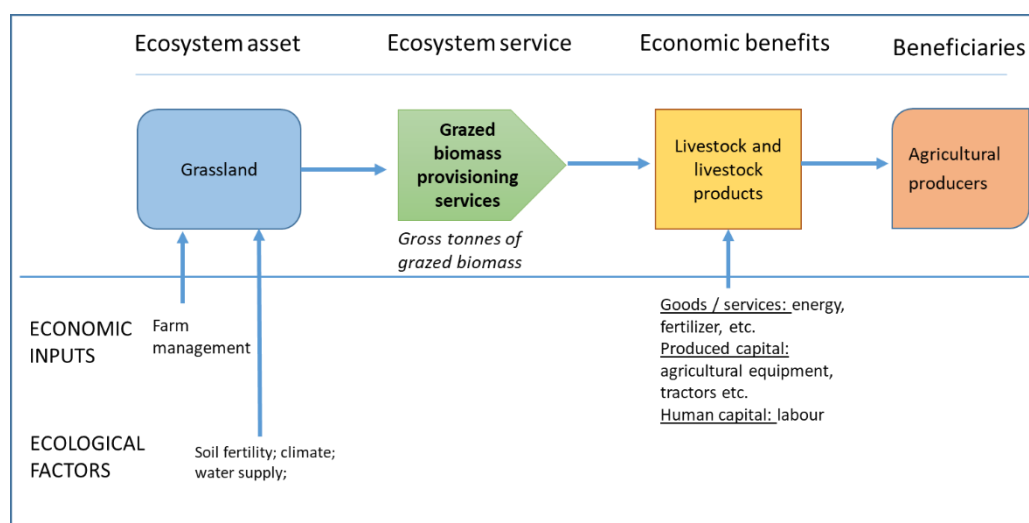 Ecosystem asset
Ecosystem service
Economic benefits
Beneficiaries
Grassland
Grazed
biomass
provisioning
services
Gross tonnes of
grazed biomass
Livestock and
livestock
products
Agricultural
producers
ECONOMIC
INPUTS
Farm
management
Goods / services: energy,
fertilizer, etc.
Produced capital:
agricultural equipment,
tractors etc.
Human capital: labour
ECOLOGICAL
FACTORS
Soil fertility; climate;
water supply;